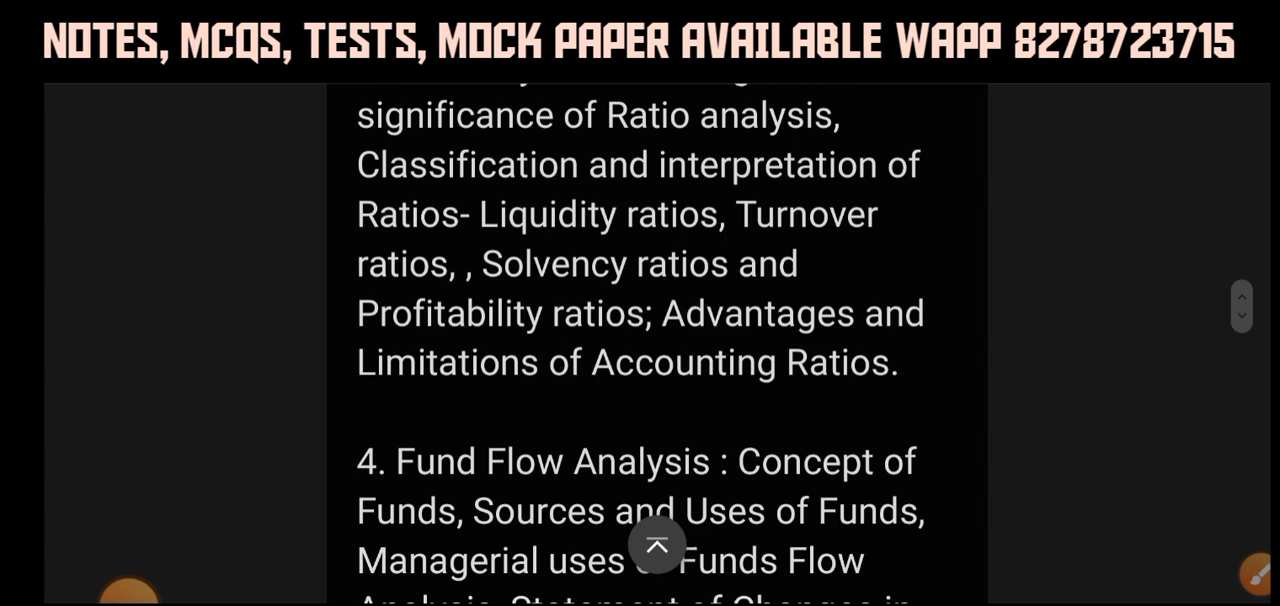 NOTES, MCQS, TESTS, MOCK PAPER AVAILABLE WAPP 8278723715
significance of Ratio analysis,
Classification and interpretation of
Ratios- Liquidity ratios, Turnover
ratios, , Solvency ratios and
Profitability ratios; Advantages and
Limitations of Accounting Ratios.
4. Fund Flow Analysis : Concept of
Funds, Sources and Uses of Funds,
Managerial uses Funds Flow